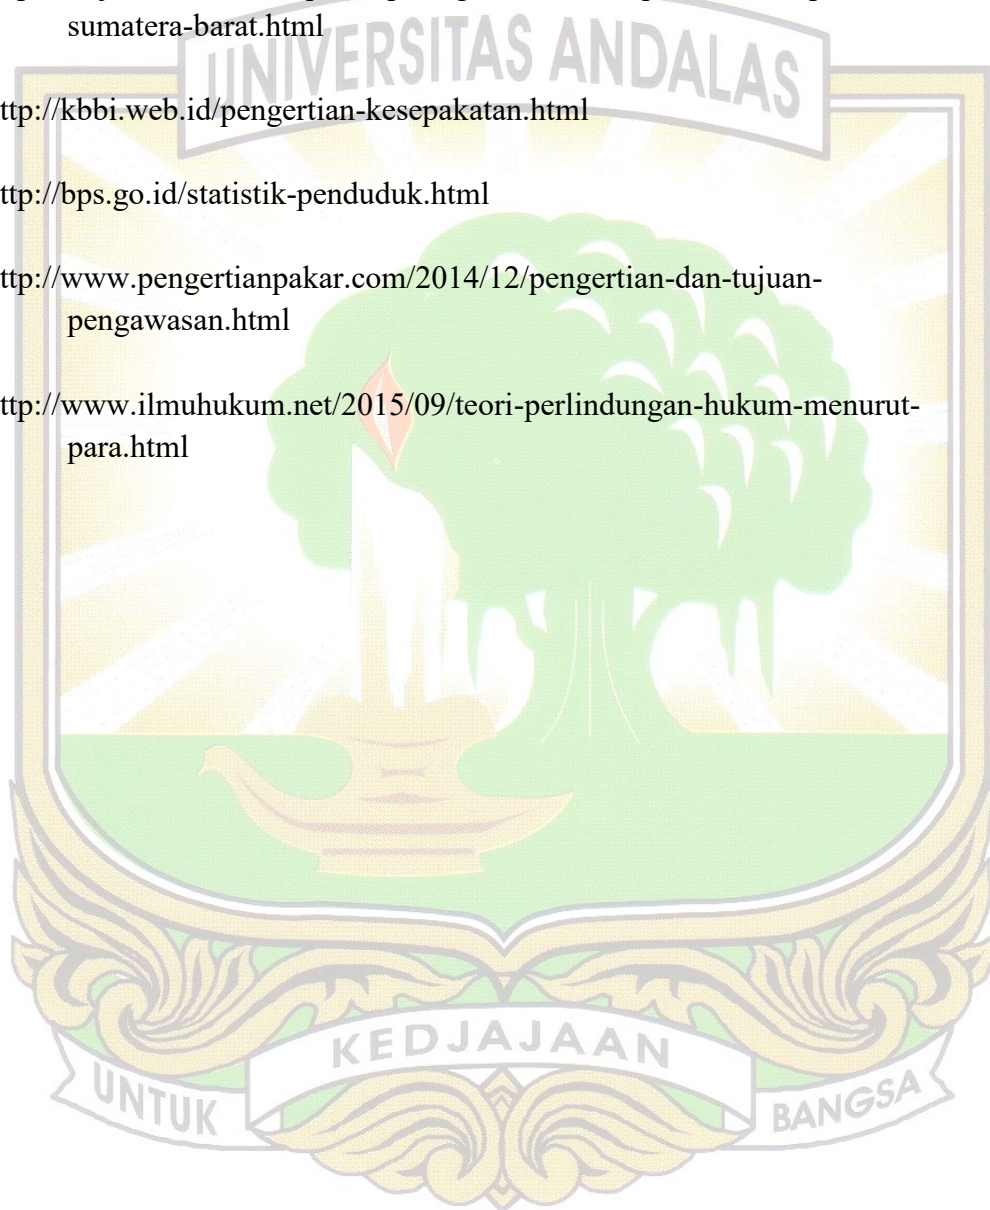 sumatera-barat.html
UNIVERSITAS ANDALAS
ttp://kbbi.web.id/pengertian-kesepakatan.html
ttp://bps.go.id/statistik-penduduk.html
ttp://www.pengertianpakar.com/2014/12/pengertian-dan-tujuan-
pengawasan.html
ttp://www.ilmuhukum.net/2015/09/teori-perlindungan-hukum-menurut-
para.html
KEDJAJAAN
UNTUK
BANGSA